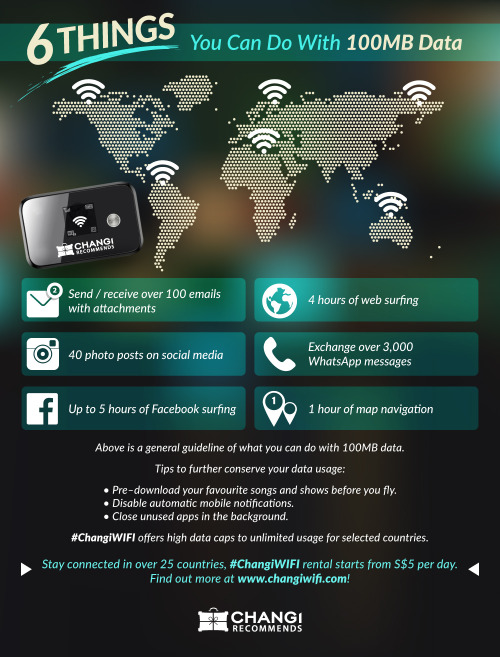 6 THINGS
You Can Do With 100MB Data
CHANGI
RECOMMENDS
2
Send / receive over 100 emails
with attachments
4 hours of web surfing
40 photo posts on social media
Exchange over 3,000
WhatsApp messages
Up to 5 hours of Facebook surfing
1
1 hour of map navigation
Above is a general guideline of what you can do with 100MB data.
Tips to further conserve your data usage:
• Pre–download your favourite songs and shows before you fly.
• Disable automatic mobile notifications.
• Close unused apps in the background.
#ChangiWIFI offers high data caps to unlimited usage for selected countries.
Stay connected in over 25 countries, #ChangiWIFI rental starts from S$5 per day.
Find out more at www.changiwifi.com!
CHANGI
RECOMMENDS